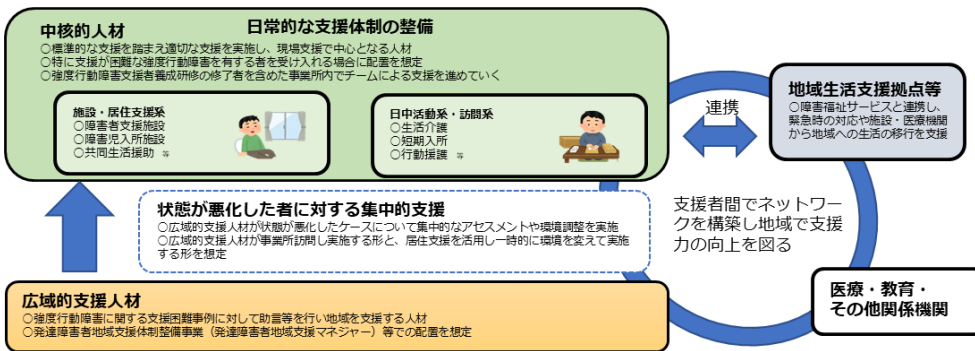 日常的な支援体制の整備
中核的人材
○標準的な支援を踏まえ適切な支援を実施し、現場支援で中心となる人材
○特に支援が困難な強度行動障害を有する者を受け入れる場合に配置を想定
○強度行動障害支援者養成研修の修了者を含めた事業所内でチームによる支援を進めていく
施設・居住支援系
○障害者支援施設
○障害児入所施設
○共同生活援助 等
日中活動系・訪問系
○生活介護
○短期入所
○行動援護 等
連携
地域生活支援拠点等
○障害福祉サービスと連携し、
緊急時の対応や施設・医療機関
から地域への生活の移行を支援
状態が悪化した者に対する集中的支援
○広域的支援人材が状態が悪化したケースについて集中的なアセスメントや環境調整を実施
○広域的支援人材が事業所訪問し実施する形と、居住支援を活用し一時的に環境を変えて実施
する形を想定
支援者間でネットワー
クを構築し地域で支援
力の向上を図る
広域的支援人材
○強度行動障害に関する支援困難事例に対して助言等を行い地域を支援する人材
○発達障害者地域支援体制整備事業（発達障害者地域支援マネジャー）等での配置を想定
医療・教育・
その他関係機関